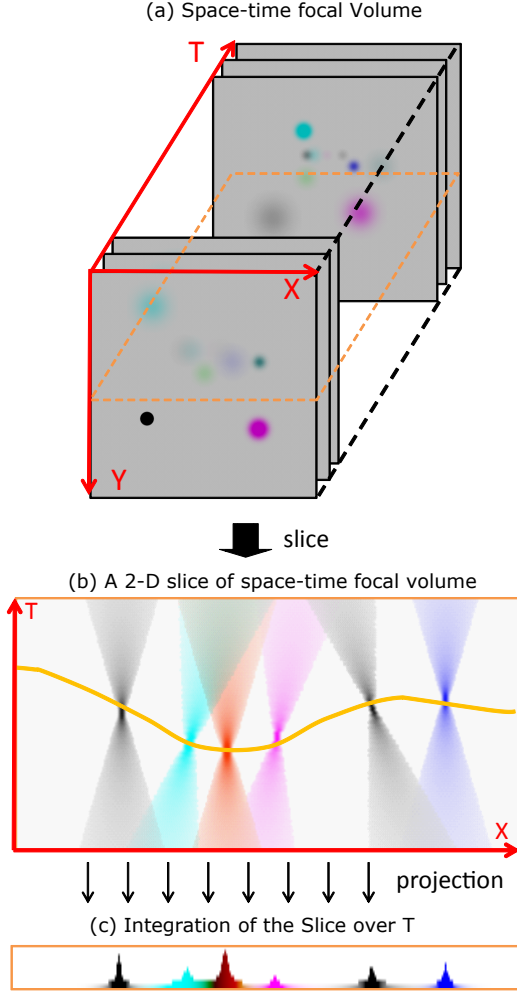 (a) Space-time focal Volume
T
X
Y
slice
(b) A 2-D slice of space-time focal volume
T
X
projection
(c) Integration of the Slice over T